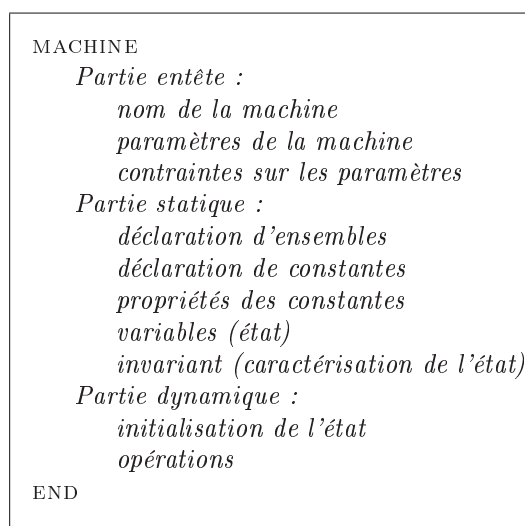 MACHINE
Partie entête :
nom de la machine
paramètres de la machine
contraintes sur les paramètres
Partie statique :
déclaration d'ensembles
déclaration de constantes
propriétés des constantes
variables (état)
invariant (caractérisation de l'état)
Partie dynamique :
initialisation de l'état
opérations
END